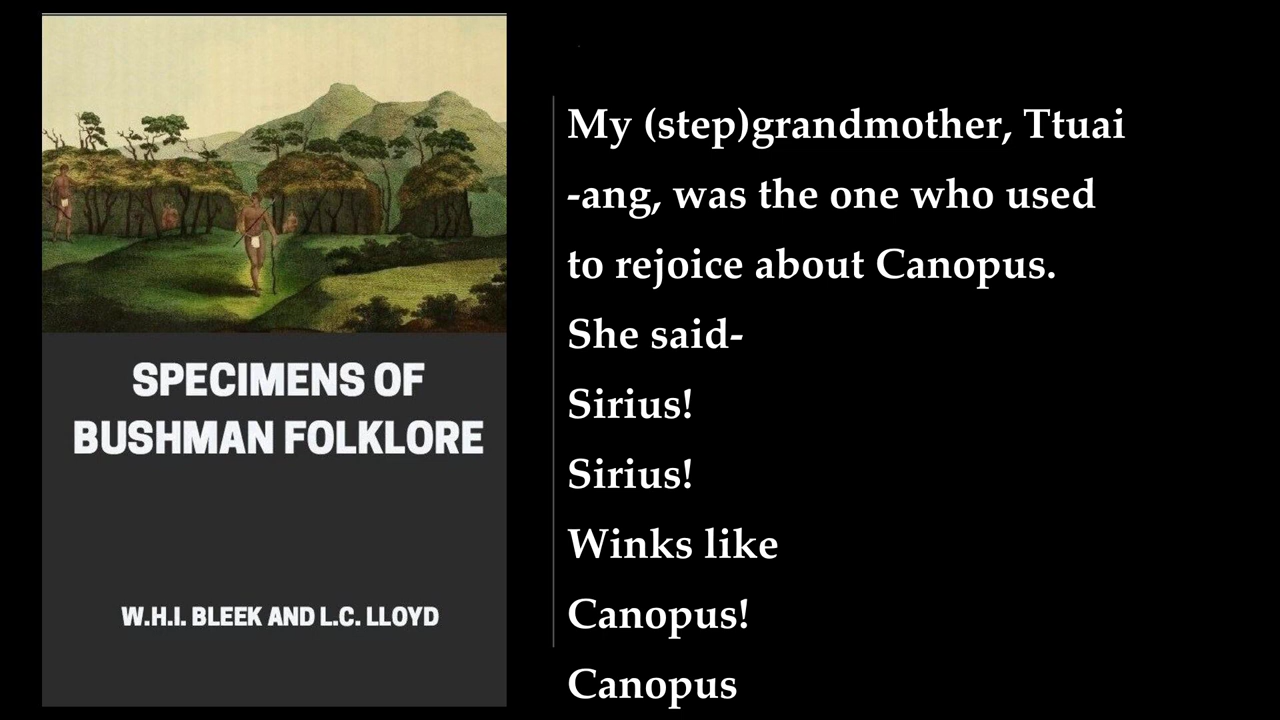 SPECIMENS OF
BUSHMAN FOLKLORE
W.H.I. BLEEK AND L.C. LLOYD
My (step)grandmother, Ttuai
-ang, was the one who used
to rejoice about Canopus.
She said-
Sirius!
Sirius!
Winks like
Canopus!
Canopus